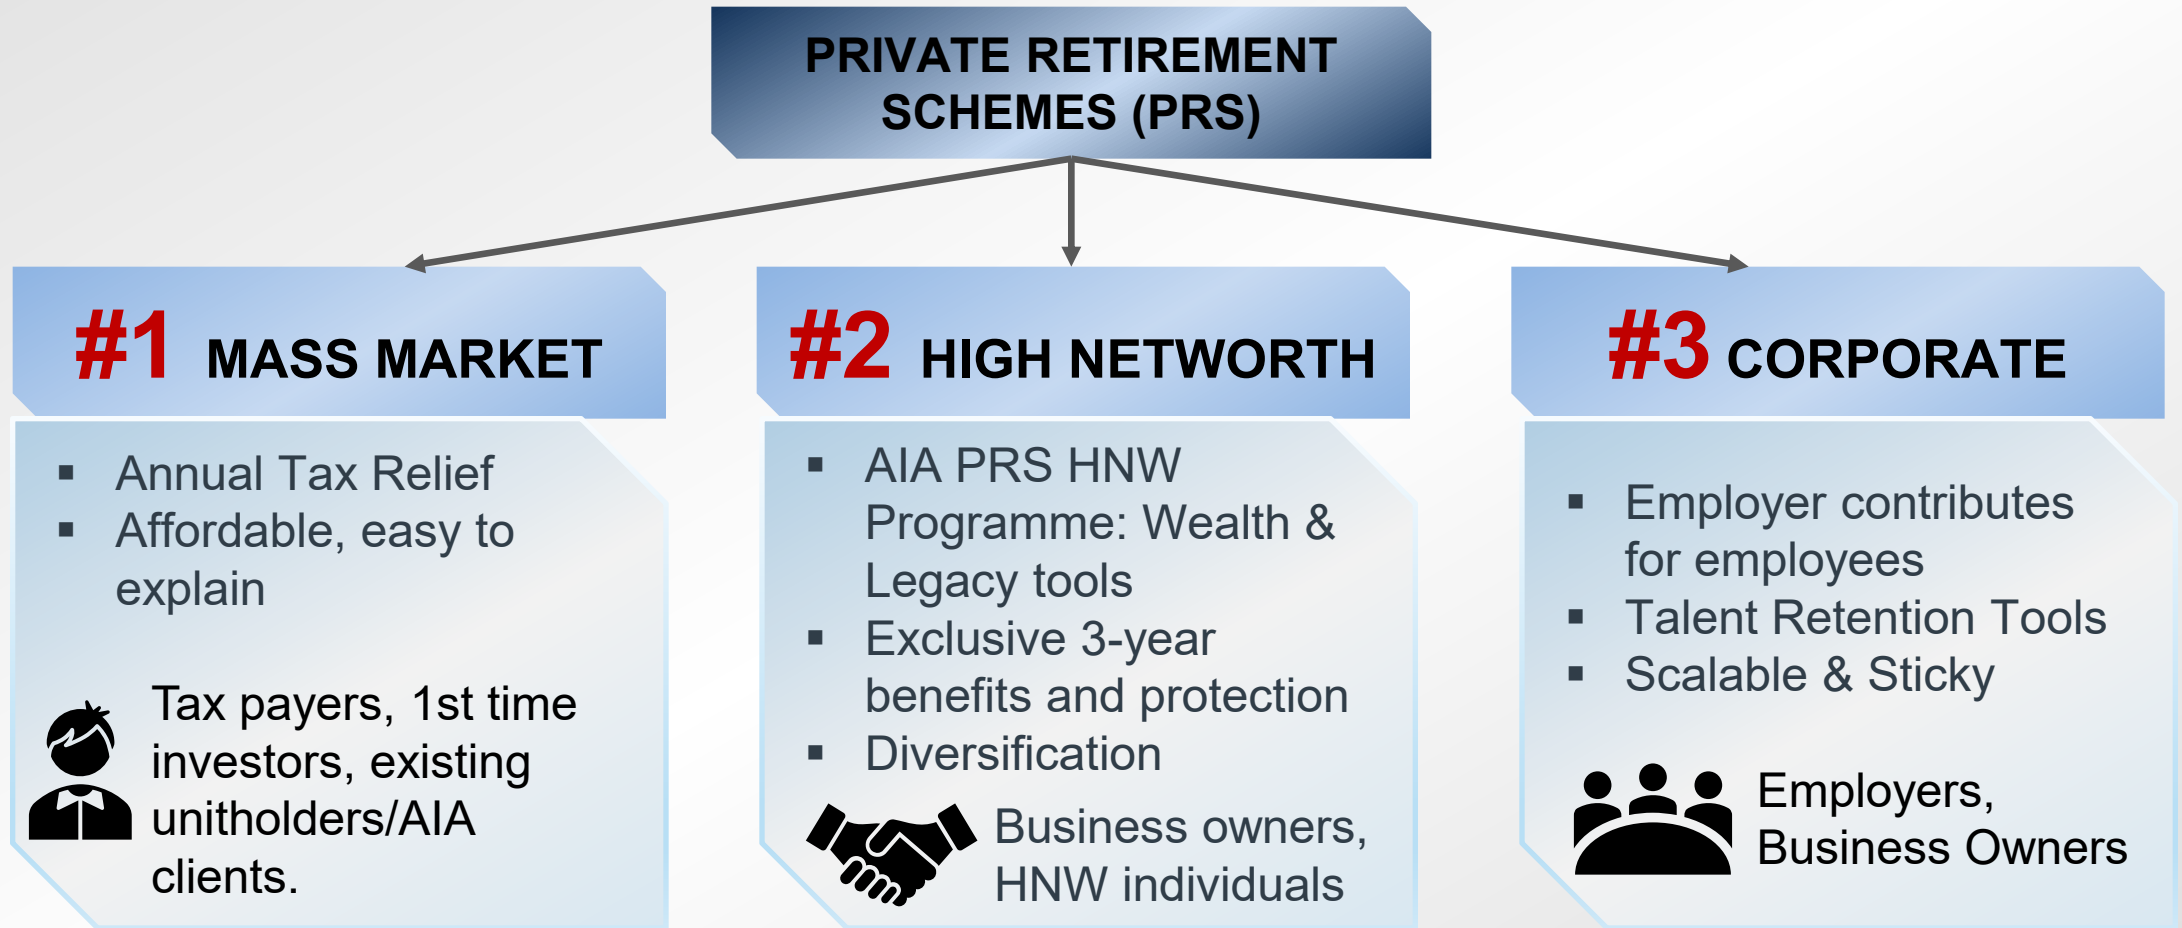 PRIVATE RETIREMENT
SCHEMES (PRS)
#1 MASS MARKET
▪ Annual Tax Relief
▪ Affordable, easy to
explain
Tax payers, 1st time
investors, existing
unitholders/AIA
clients.
#2 HIGH NETWORTH
▪ AIA PRS HNW
Programme: Wealth &
Legacy tools
▪ Exclusive 3-year
benefits and protection
▪ Diversification
Business owners,
HNW individuals
#3 CORPORATE
▪ Employer contributes
for employees
▪ Talent Retention Tools
▪ Scalable & Sticky
Employers,
Business Owners